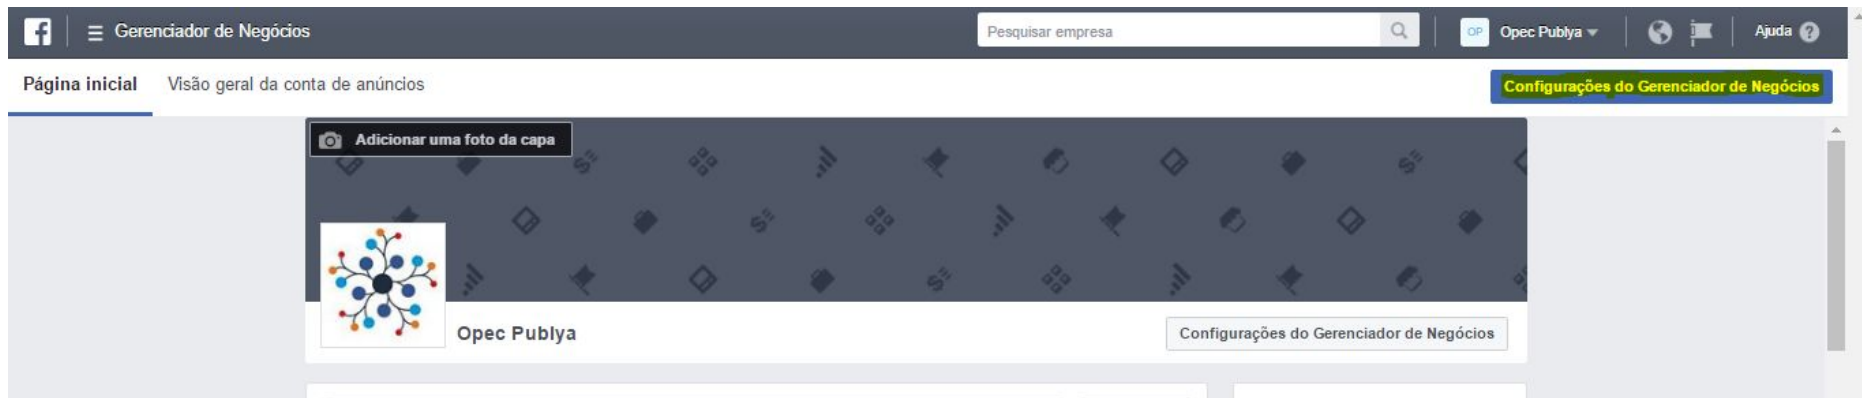 f Gerenciador de Negócios Pesquisar empresa OP Opec Publya Ajuda ?
Página inicial Visão geral da conta de anúncios Configurações do Gerenciador de Negócios
Adicionar uma foto da capa
Opec Publya Configurações do Gerenciador de Negócios